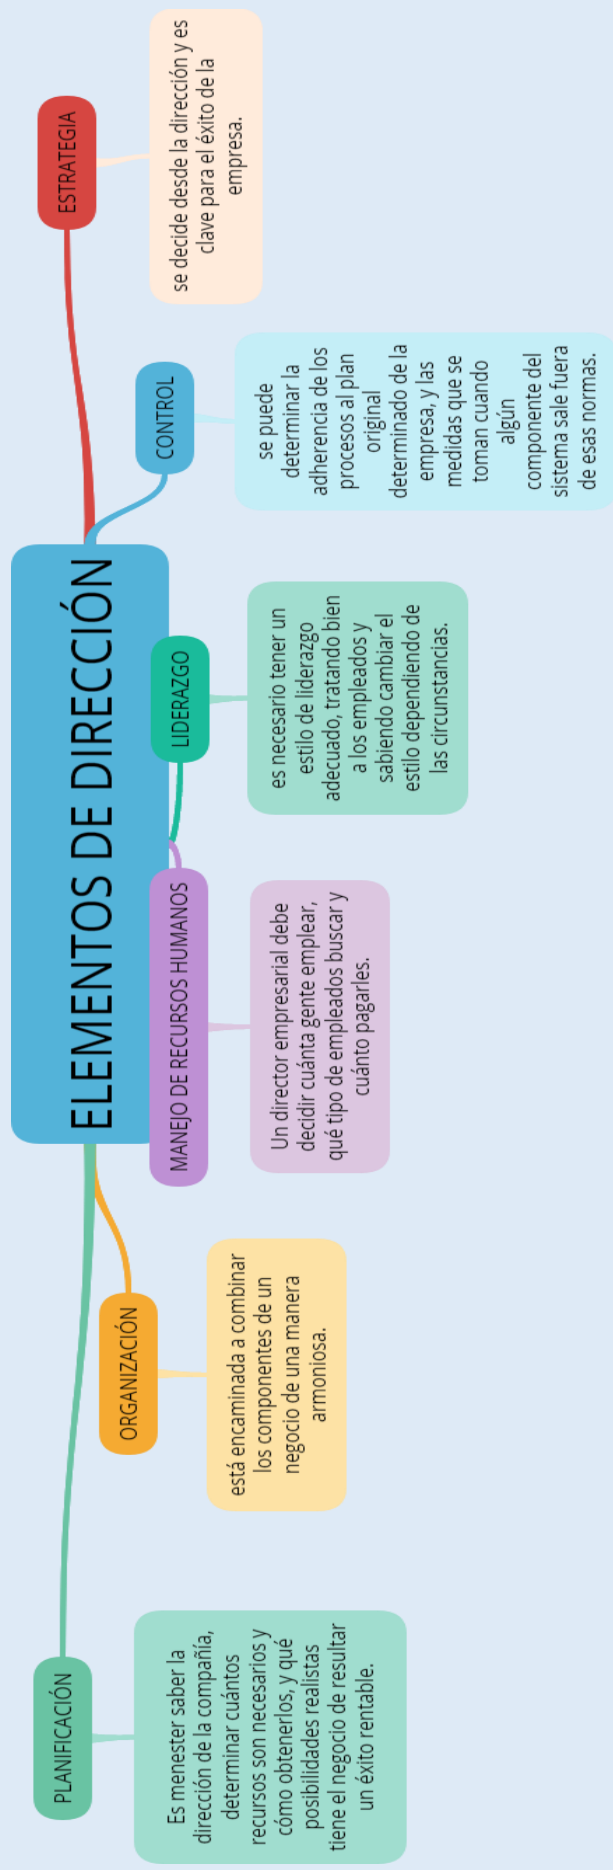 ELEMENTOS DE DIRECCIÓN
PLANIFICACIÓN
Es menester saber la
dirección de la compañía,
determinar cuántos
recursos son necesarios y
cómo obtenerlos, y qué
posibilidades realistas
tiene el negocio de resultar
un éxito rentable.
ORGANIZACIÓN
está encaminada a combinar
los componentes de un
negocio de una manera
armoniosa.
MANEJO DE RECURSOS HUMANOS
Un director empresarial debe
decidir cuánta gente emplear,
qué tipo de empleados buscar y
cuánto pagarles.
LIDERAZGO
es necesario tener un
estilo de liderazgo
adecuado, tratando bien
a los empleados y
sabiendo cambiar el
estilo dependiendo de
las circunstancias.
CONTROL
se puede
determinar la
adherencia de los
procesos al plan
original
determinado de la
empresa, y las
medidas que se
toman cuando
algún
componente del
sistema sale fuera
de esas normas.
ESTRATEGIA
se decide desde la dirección y es
clave para el éxito de la
empresa.